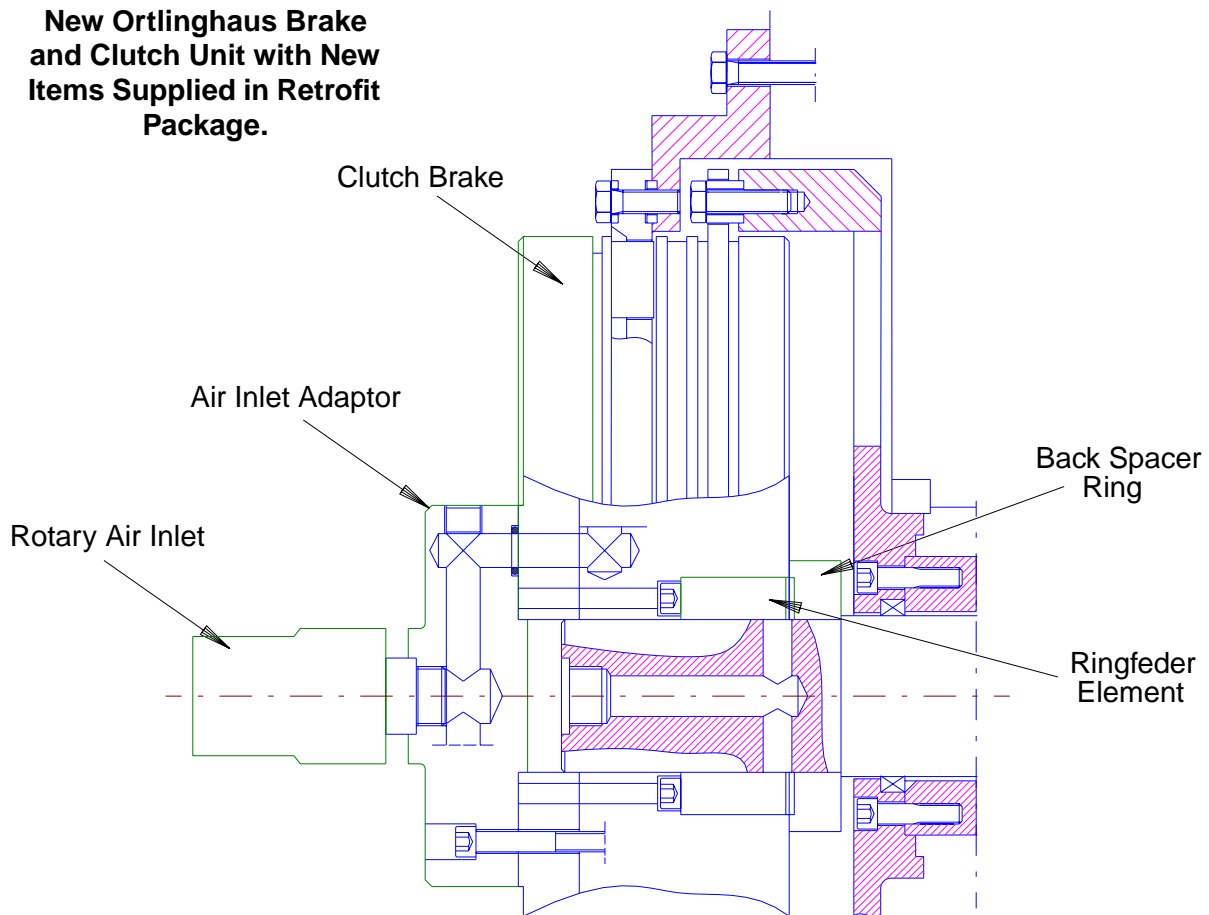 New Ortlinghaus Brake
and Clutch Unit with New
Items Supplied in Retrofit
Package.
Clutch Brake
Air Inlet Adaptor
Rotary Air Inlet
Back Spacer
Ring
Ringfeder
Element